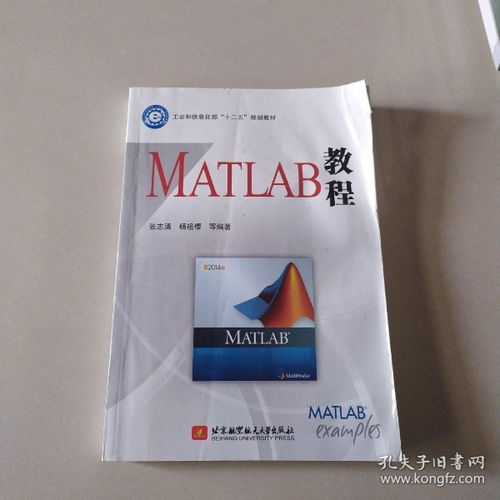 工业和信息化部“十二五”规划教材
MATLAB教程
张志涌 杨祖樱 等编著
2014
MATLAB
MathWorks
MATLAB
examples
北京航空航天大学出版社
BEIHANG UNIVERSITY PRESS
孔夫子旧书网
www.kongfz.com